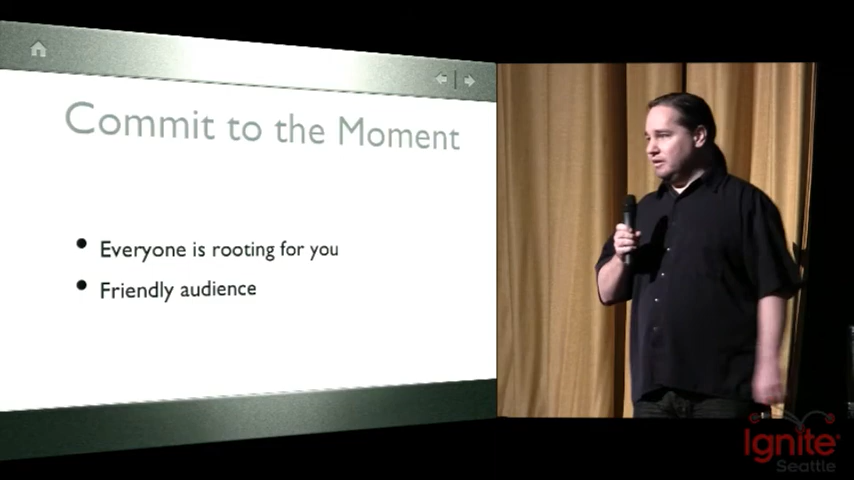 Commit to the Moment
Everyone is rooting for you
Friendly audience
Ignite
Seattle